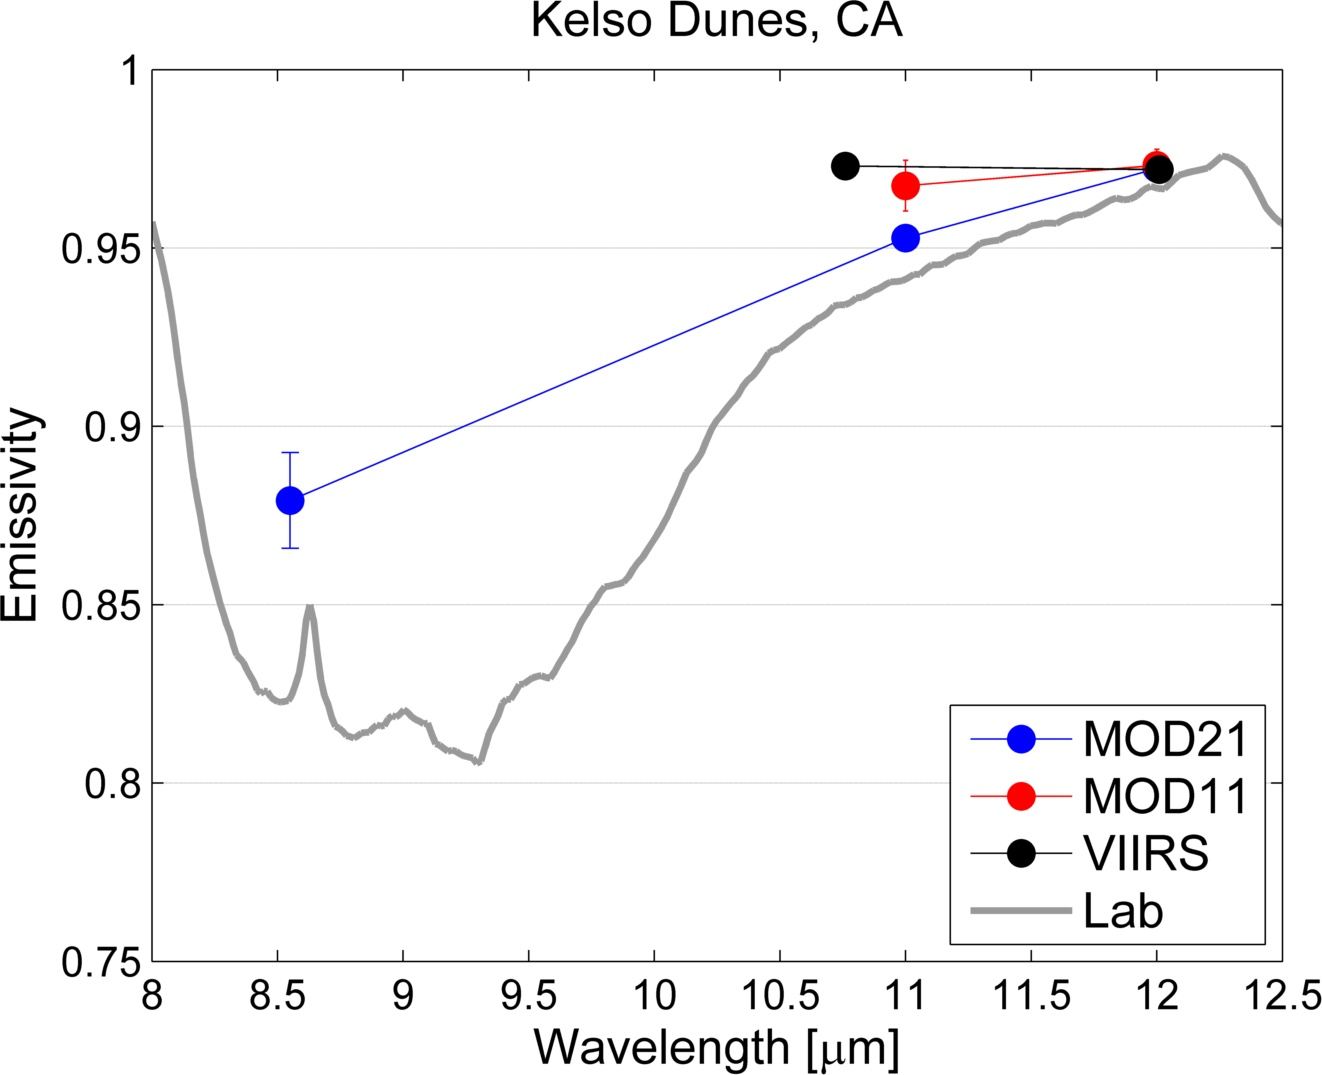 Kelso Dunes, CA
1
0.95
0.9
0.85
0.8
0.75
Emissivity
8 8.5 9 9.5 10 10.5 11 11.5 12 12.5
Wavelength [μm]
MOD21
MOD11
VIIRS
Lab